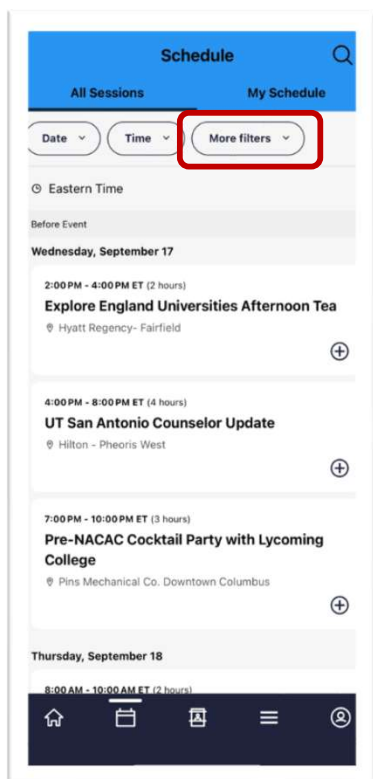 Schedule
All Sessions My Schedule
Date Time More filters
Eastern Time
Before Event
Wednesday, September 17
2:00 PM - 4:00 PM ET (2 hours)
Explore England Universities Afternoon Tea
Hyatt Regency- Fairfield
4:00 PM - 8:00 PM ET (4 hours)
UT San Antonio Counselor Update
Hilton - Pheoris West
7:00 PM - 10:00 PM ET (3 hours)
Pre-NACAC Cocktail Party with Lycoming
College
Pins Mechanical Co. Downtown Columbus
Thursday, September 18
8:00 AM - 10:00 AM ET (2 hours)